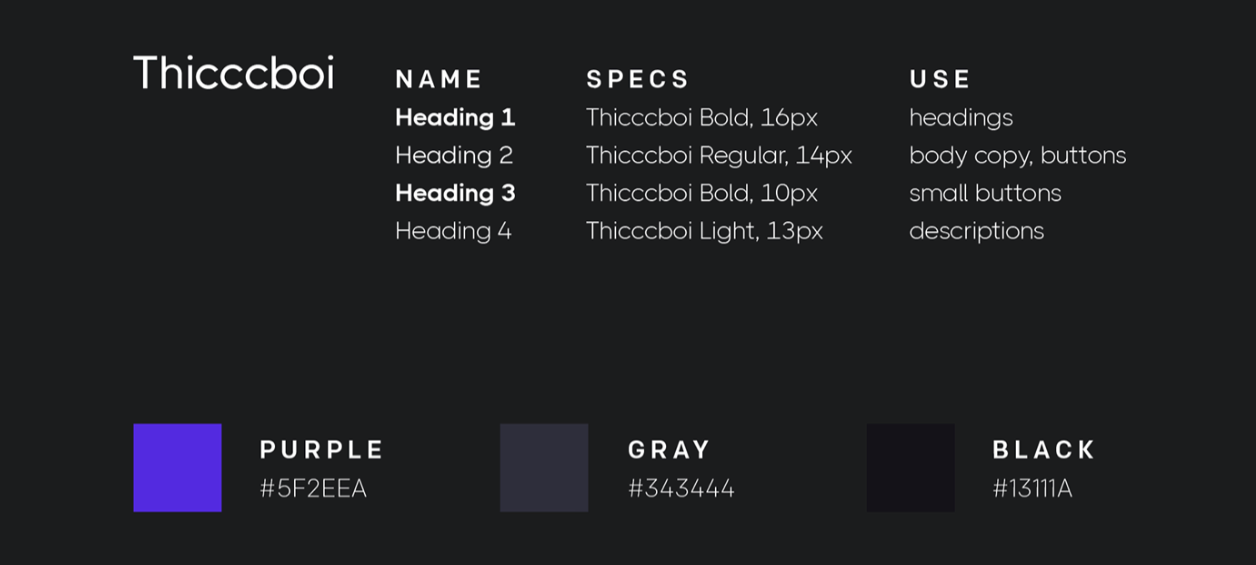 Thicccboi
NAME SPECS USE
Heading 1 Thicccboi Bold, 16px headings
Heading 2 Thicccboi Regular, 14px body copy, buttons
Heading 3 Thicccboi Bold, 10px small buttons
Heading 4 Thicccboi Light, 13px descriptions
PURPLE GRAY BLACK
#5F2EEA #343444 #13111A